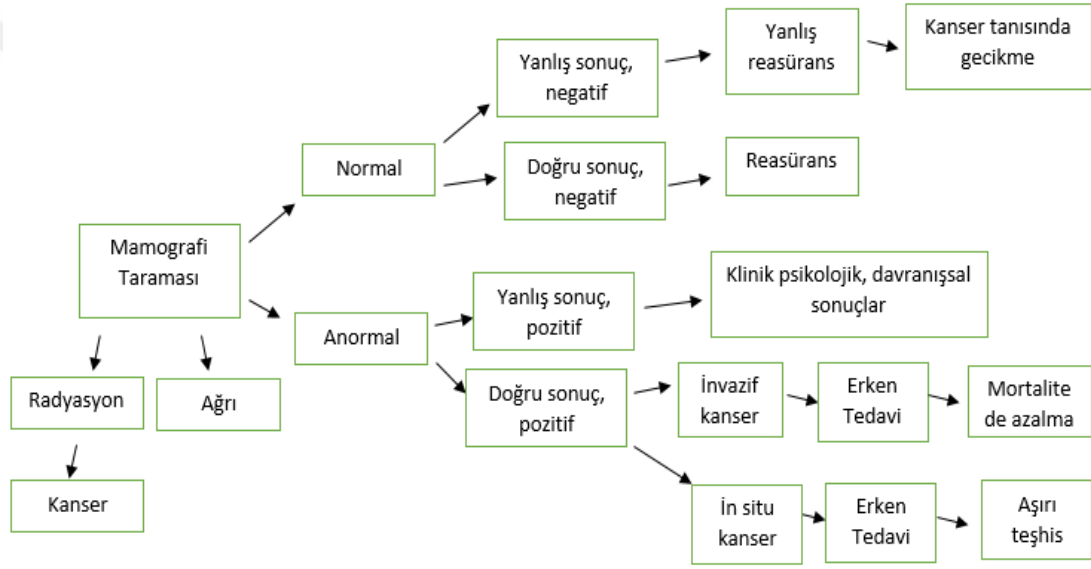 Yanlış sonuç,
negatif
Yanlış
reasürans
Kanser tanısında
gecikme
Normal
Doğru sonuç,
negatif
Reasürans
Mamografi
Taraması
Anormal
Yanlış sonuç,
pozitif
Klinik psikolojik, davranışsal
sonuçlar
Radyasyon
Ağrı
Doğru sonuç,
pozitif
İnvazif
kanser
Erken
Tedavi
Mortalite
de azalma
Kanser
İn situ
kanser
Erken
Tedavi
Aşırı
teşhis